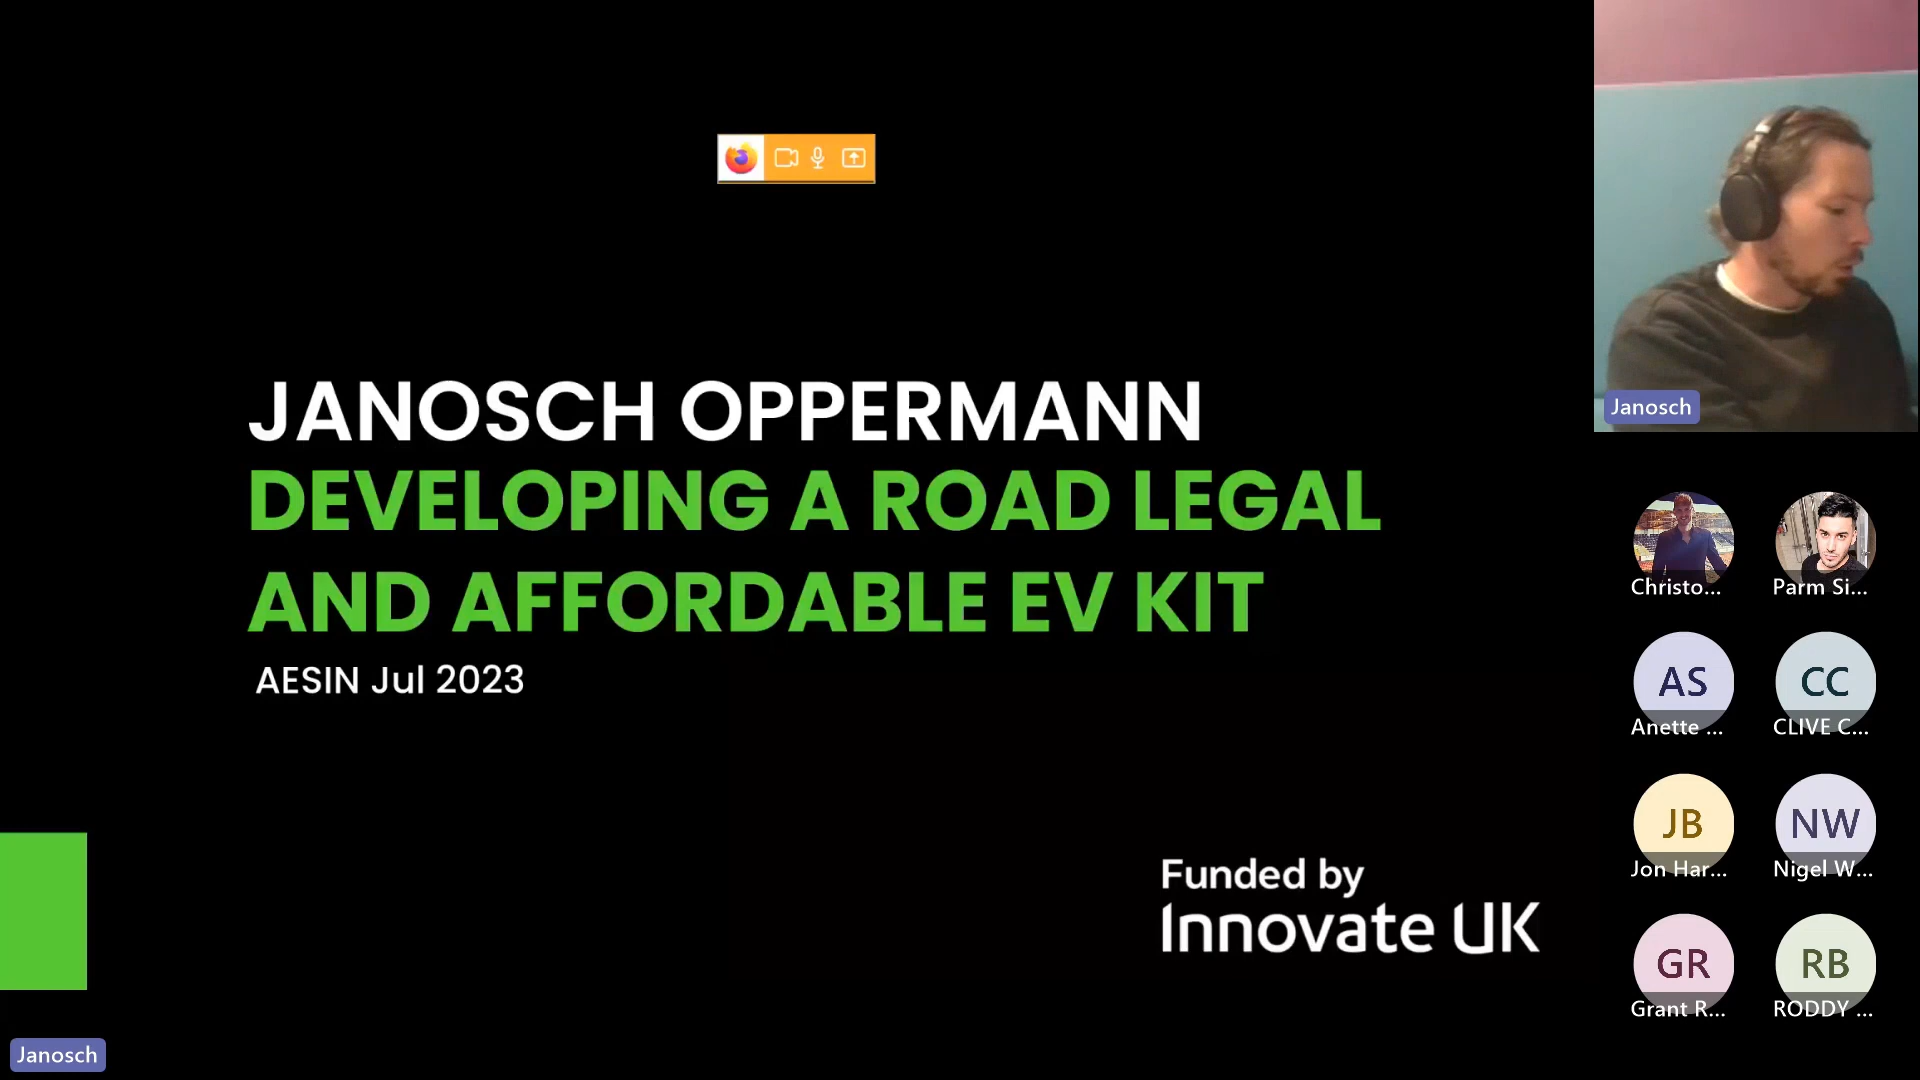 JANOSCH OPPERMANN
DEVELOPING A ROAD LEGAL
AND AFFORDABLE EV KIT
AESIN Jul 2023
Funded by
Innovate UK
Janosch
Janosch
Christo...
Parm Si...
AS
Anette ...
CC
CLIVE C...
JB
Jon Har...
NW
Nigel W...
GR
Grant R...
RB
RODDY ...